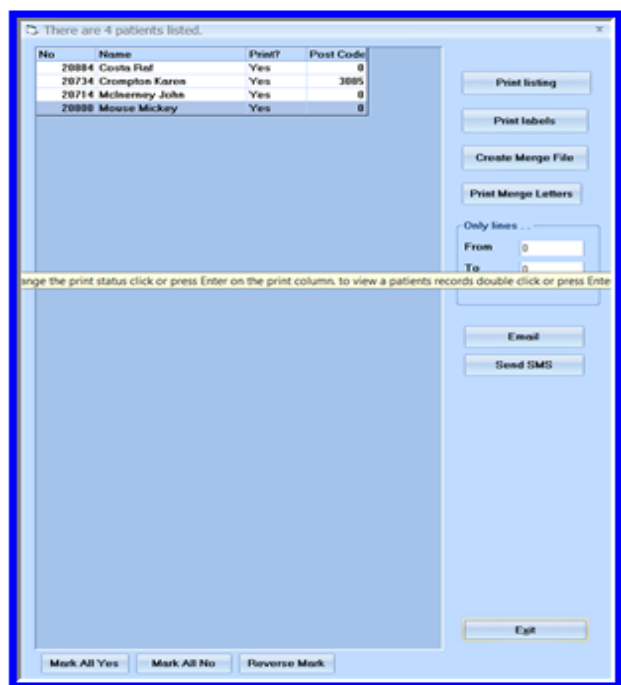 There are 4 patients listed.
No Name Print? Post Code
20884 Costa Raf Yes 0
20734 Crompton Karen Yes 3085
20714 McInerney John Yes 0
20800 Mouse Mickey Yes 0
Print listing
Print labels
Create Merge File
Print Merge Letters
Only lines . .
From 0
To 0
ange the print status click or press Enter on the print column. to view a patients records double click or press Ente
Email
Send SMS
Exit
Mark All Yes Mark All No Reverse Mark